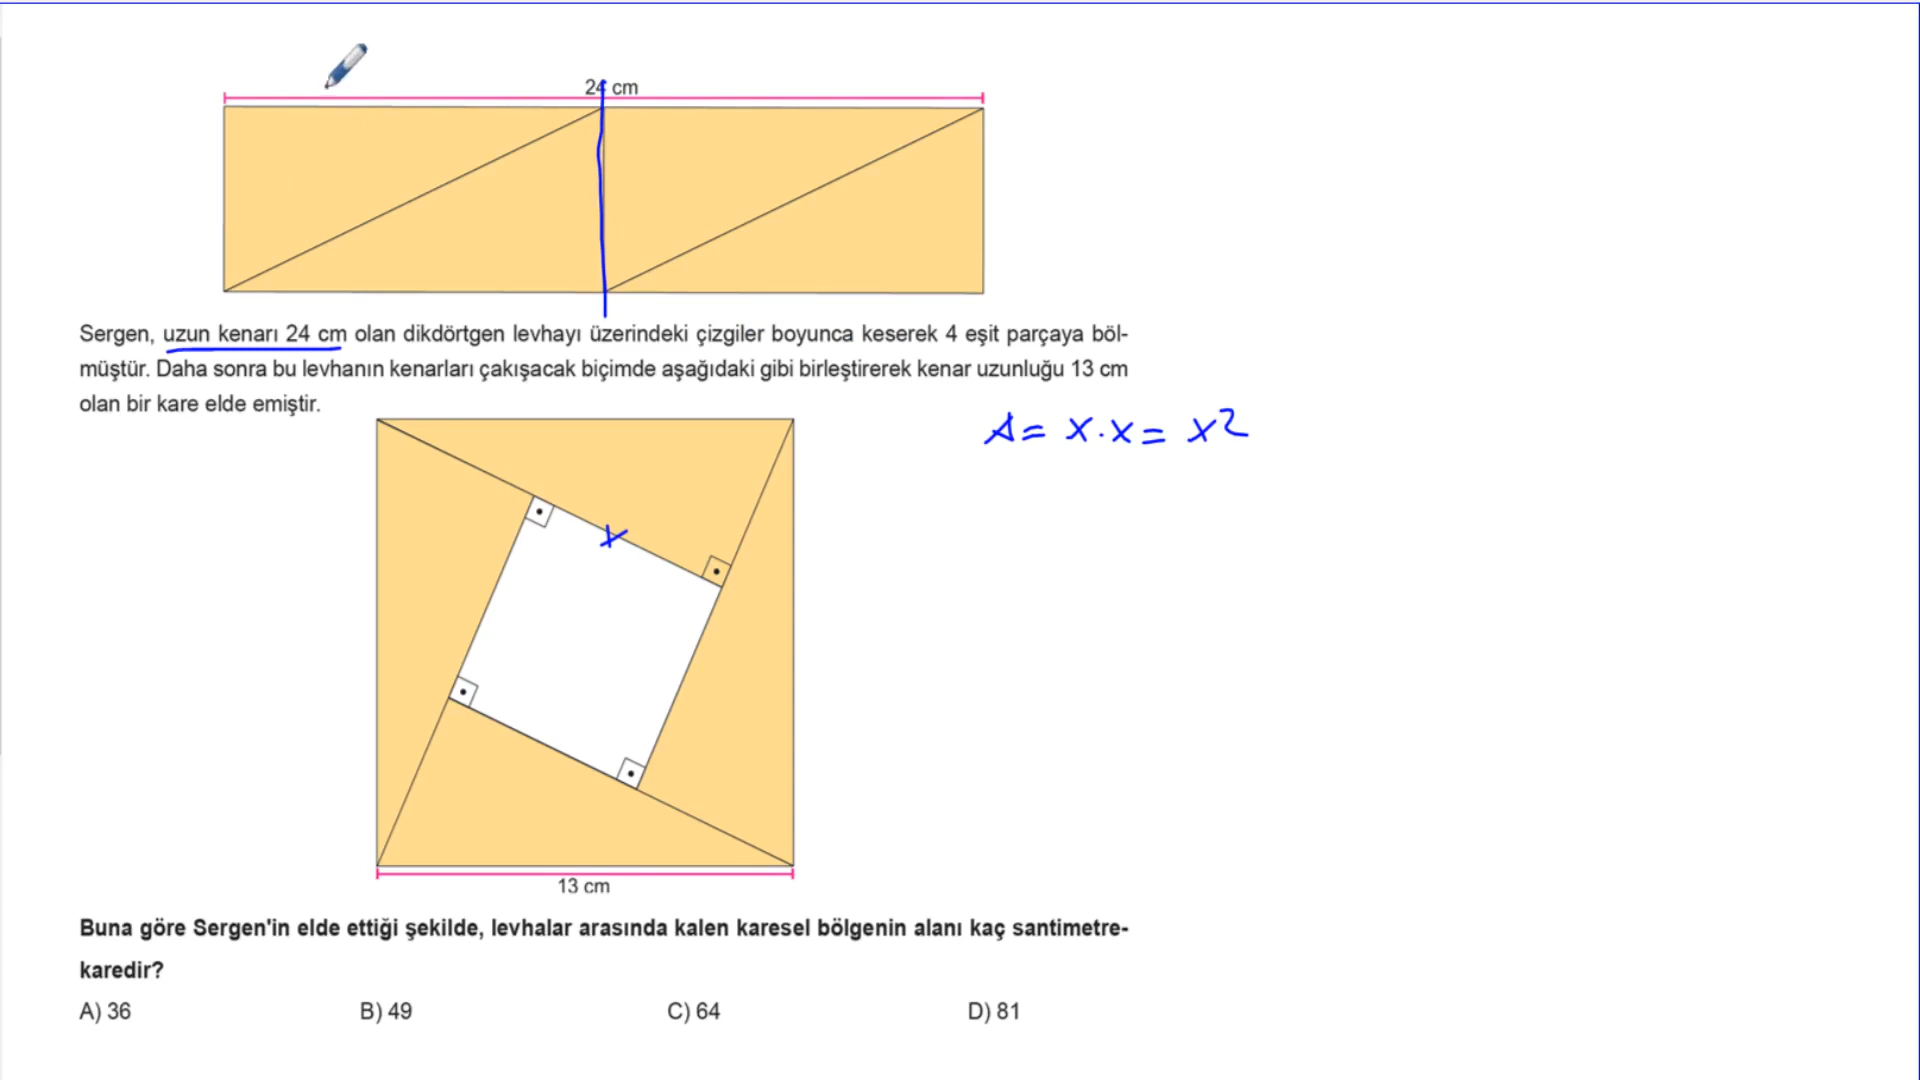 24 cm
Sergen, uzun kenarı 24 cm olan dikdörtgen levhayı üzerindeki çizgiler boyunca keserek 4 eşit parçaya böl-
müştür. Daha sonra bu levhanın kenarları çakışacak biçimde aşağıdaki gibi birleştirerek kenar uzunluğu 13 cm
olan bir kare elde emiştir.
A = x . x = x²
x
13 cm
Buna göre Sergen'in elde ettiği şekilde, levhalar arasında kalen karesel bölgenin alanı kaç santimetre-
karedir?
A) 36 B) 49 C) 64 D) 81